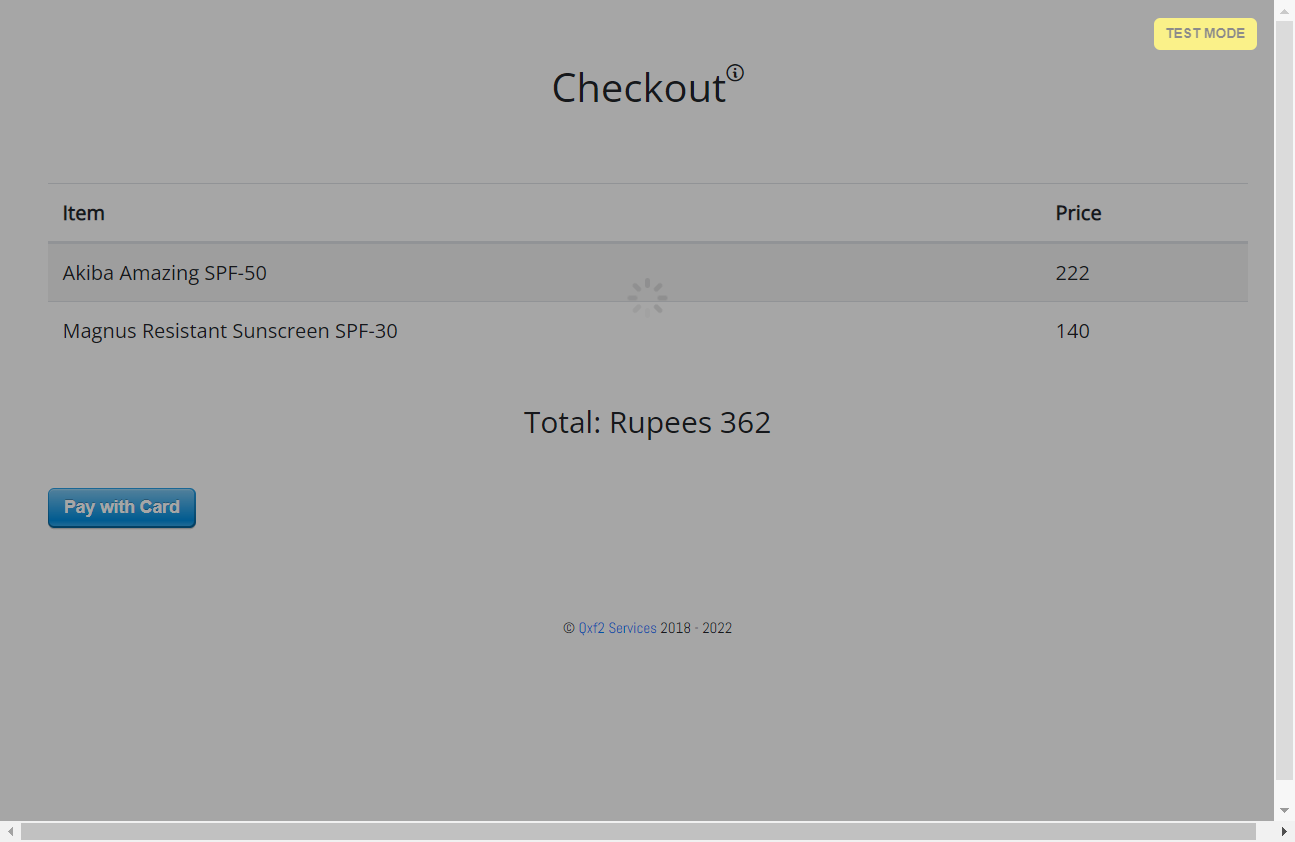 TEST MODE
Checkout
Item Price
Akiba Amazing SPF-50 222
Magnus Resistant Sunscreen SPF-30 140
Total: Rupees 362
Pay with Card
© Qxf2 Services 2018 - 2022